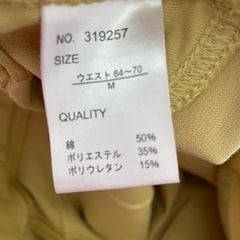 NO. 319257
SIZE
ウエスト 64〜70
M
QUALITY
綿 50%
ポリエステル 35%
ポリウレタン 15%